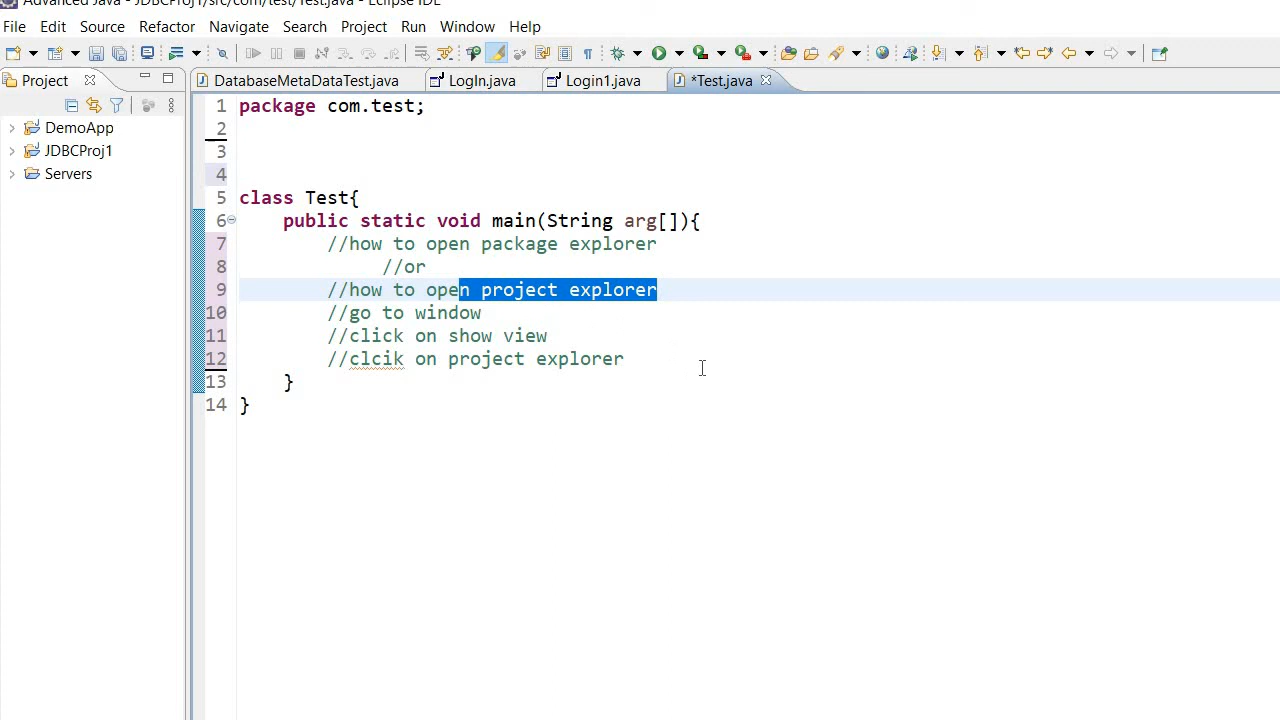 Advanced Java - JDBCProj1/src/com/test/Test.java - Eclipse IDE
File Edit Source Refactor Navigate Search Project Run Window Help
Project DatabaseMetaDataTest.java LogIn.java Login1.java *Test.java
DemoApp
JDBCProj1
Servers
1 package com.test;
2
3
4
5 class Test{
6 public static void main(String arg[]){
7 //how to open package explorer
8 //or
9 //how to open project explorer
10 //go to window
11 //click on show view
12 //clcik on project explorer
13 }
14 }